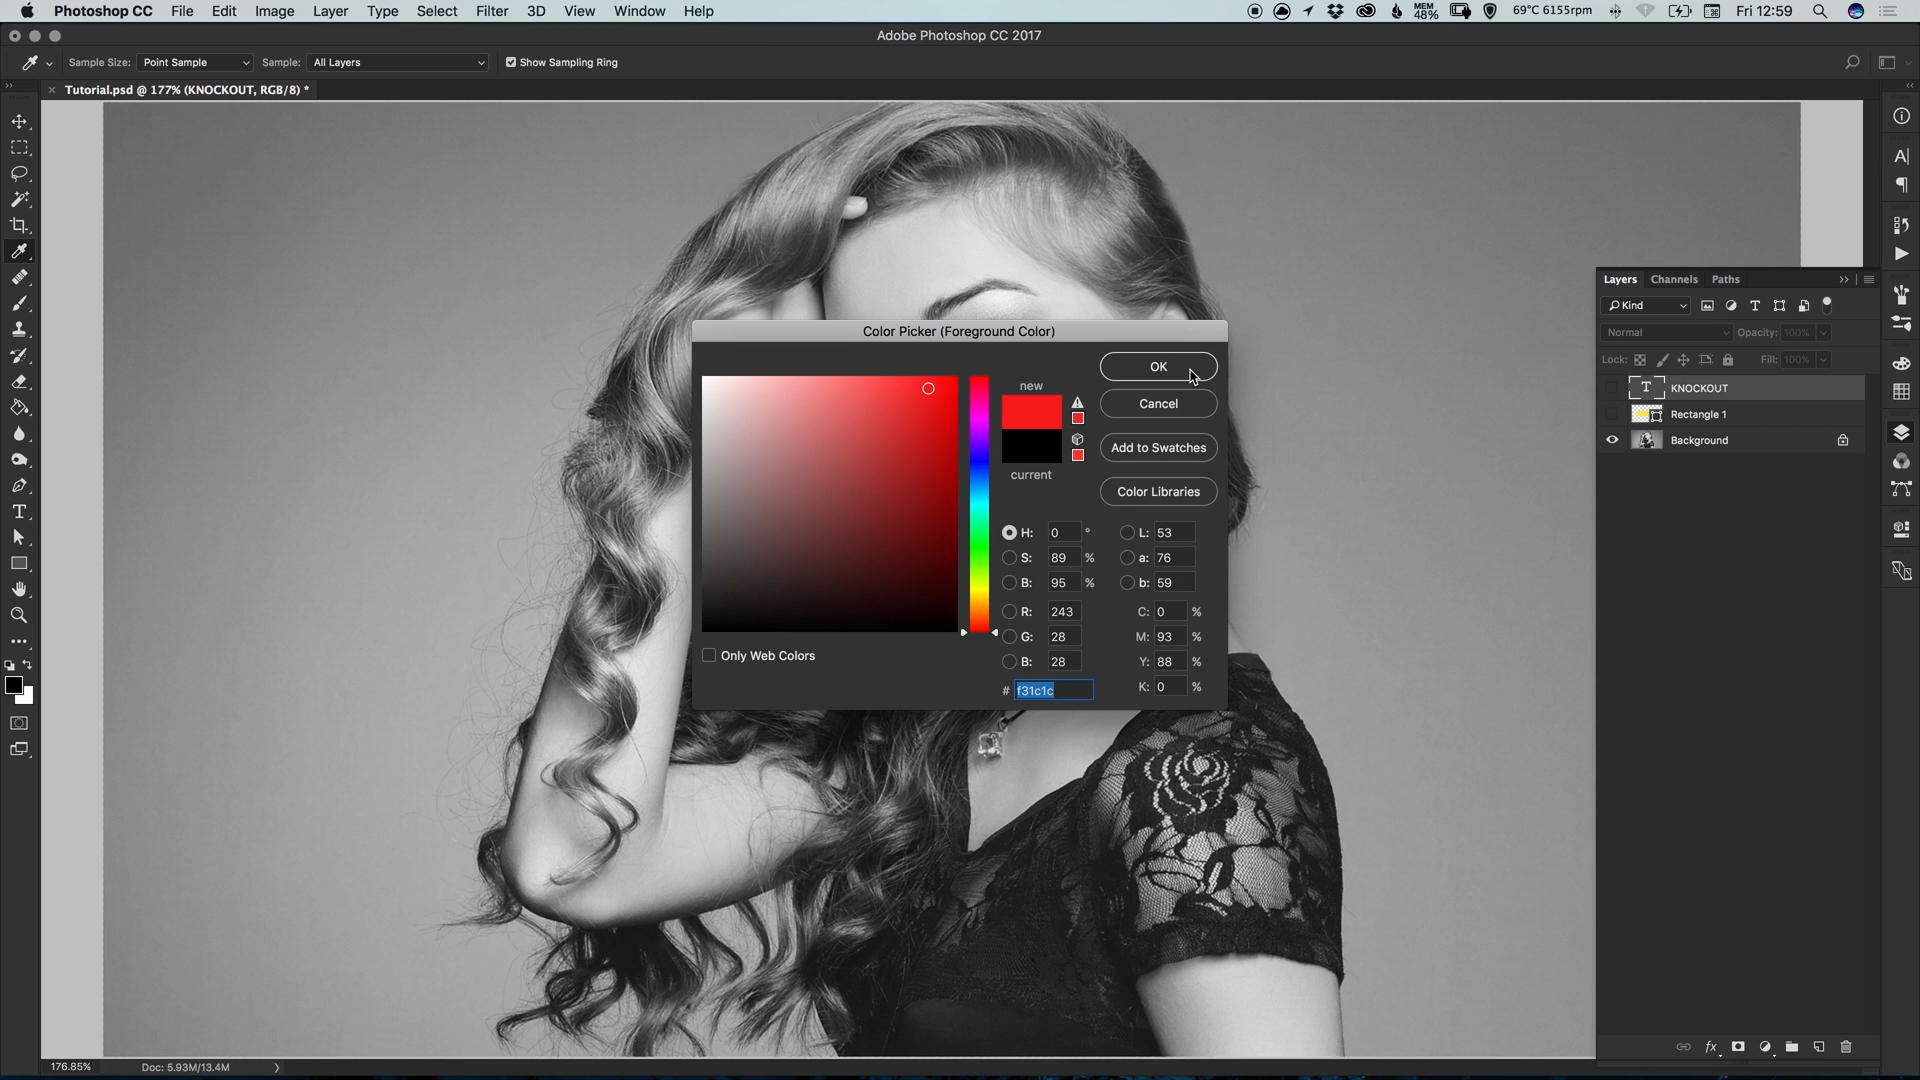 Photoshop CC File Edit Image Layer Type Select Filter 3D View Window Help MEM 48% 69°C 6155rpm Fri 12:59
Adobe Photoshop CC 2017
Sample Size: Point Sample Sample: All Layers Show Sampling Ring
Tutorial.psd @ 177% (KNOCKOUT, RGB/8) *
Layers Channels Paths
Kind
Normal Opacity: 100%
Lock: Fill: 100%
KNOCKOUT
Rectangle 1
Background
Color Picker (Foreground Color)
OK
new
Cancel
Add to Swatches
current
Color Libraries
H: 0 ° L: 53
S: 89 % a: 76
B: 95 % b: 59
R: 243 C: 0 %
G: 28 M: 93 %
B: 28 Y: 88 %
# f31c1c K: 0 %
Only Web Colors
176.85% Doc: 5.93M/13.4M